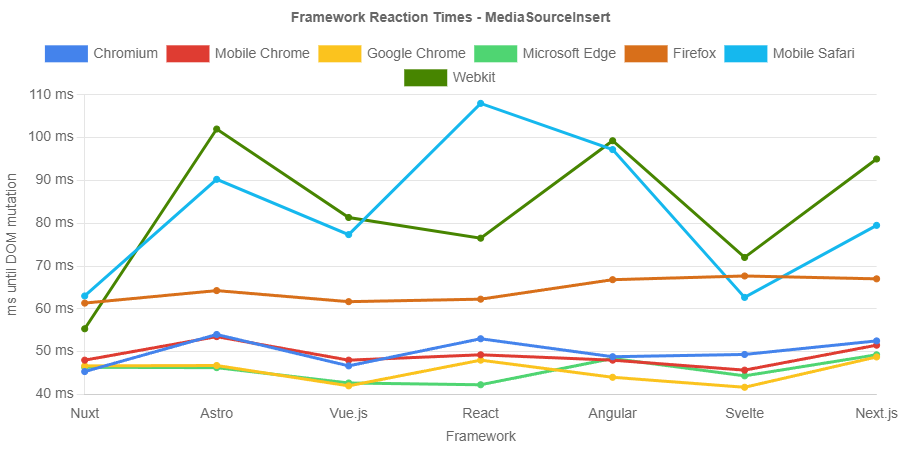 Framework Reaction Times - MediaSourceInsert
Chromium Mobile Chrome Google Chrome Microsoft Edge Firefox Mobile Safari
Webkit
110 ms
100 ms
90 ms
80 ms
70 ms
60 ms
50 ms
40 ms
ms until DOM mutation
Nuxt Astro Vue.js React Angular Svelte Next.js
Framework